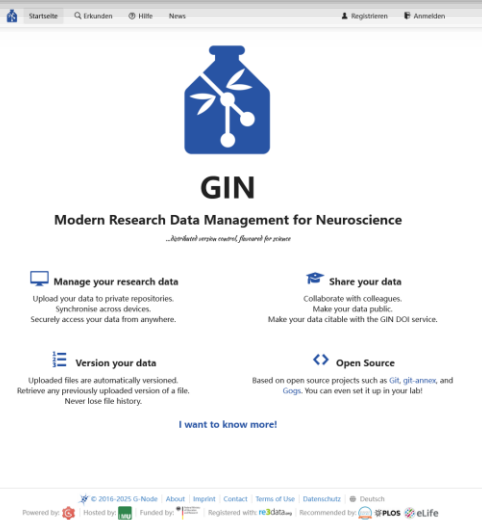 Startseite Erkunden Hilfe News Registrieren Anmelden
GIN
Modern Research Data Management for Neuroscience
...distributed version control, flavoured for science
Manage your research data
Upload your data to private repositories.
Synchronise across devices.
Securely access your data from anywhere.
Share your data
Collaborate with colleagues.
Make your data public.
Make your data citable with the GIN DOI service.
Version your data
Uploaded files are automatically versioned.
Retrieve any previously uploaded version of a file.
Never lose file history.
Open Source
Based on open source projects such as Git, git-annex, and
Gogs. You can even set it up in your lab!
I want to know more!
© 2016-2025 G-Node About Imprint Contact Terms of Use Datenschutz Deutsch
Powered by: Hosted by: Funded by: Registered with: re3data.org Recommended by: PLOS eLife